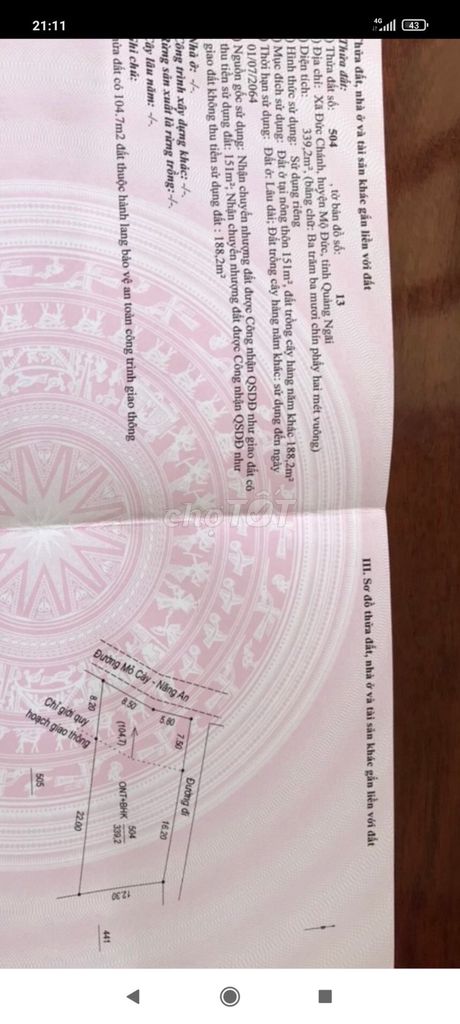 21:11
4G
43
Thửa đất, nhà ở và tài sản khác gắn liền với đất
Thửa đất:
) Thửa đất số: 504 , tờ bản đồ số: 13
) Địa chỉ: Xã Đức Chánh, huyện Mộ Đức, tỉnh Quảng Ngãi
) Diện tích: 339,2m², (bằng chữ: Ba trăm ba mươi chín phẩy hai mét vuông)
) Hình thức sử dụng: Sử dụng riêng
) Mục đích sử dụng: Đất ở tại nông thôn 151m², đất trồng cây hàng năm khác 188,2m²
) Thời hạn sử dụng: Đất ở: Lâu dài; Đất trồng cây hàng năm khác: sử dụng đến ngày
01/07/2064
) Nguồn gốc sử dụng: Nhận chuyển nhượng đất được Công nhận QSDĐ như giao đất có
thu tiền sử dụng đất: 151m²; Nhận chuyển nhượng đất được Công nhận QSDĐ như
giao đất không thu tiền sử dụng đất : 188,2m²
Nhà ở: -/-.
Công trình xây dựng khác: -/-.
Rừng sản xuất là rừng trồng:-/-.
Cây lâu năm: -/-.
Ghi chú:
hửa đất có 104.7m2 đất thuộc hành lang bảo vệ an toàn công trình giao thông
choTỐT
III. Sơ đồ thửa đất, nhà ở và tài sản khác gắn liền với đất
Đường Mỏ Cày - Năng An
Đường đi
8.50
5.80
7.50
16.20
8.20
(104,7)
ONT+BHK
504
339,2
22.00
12.30
Chỉ giới quy
hoạch giao thông
505
441